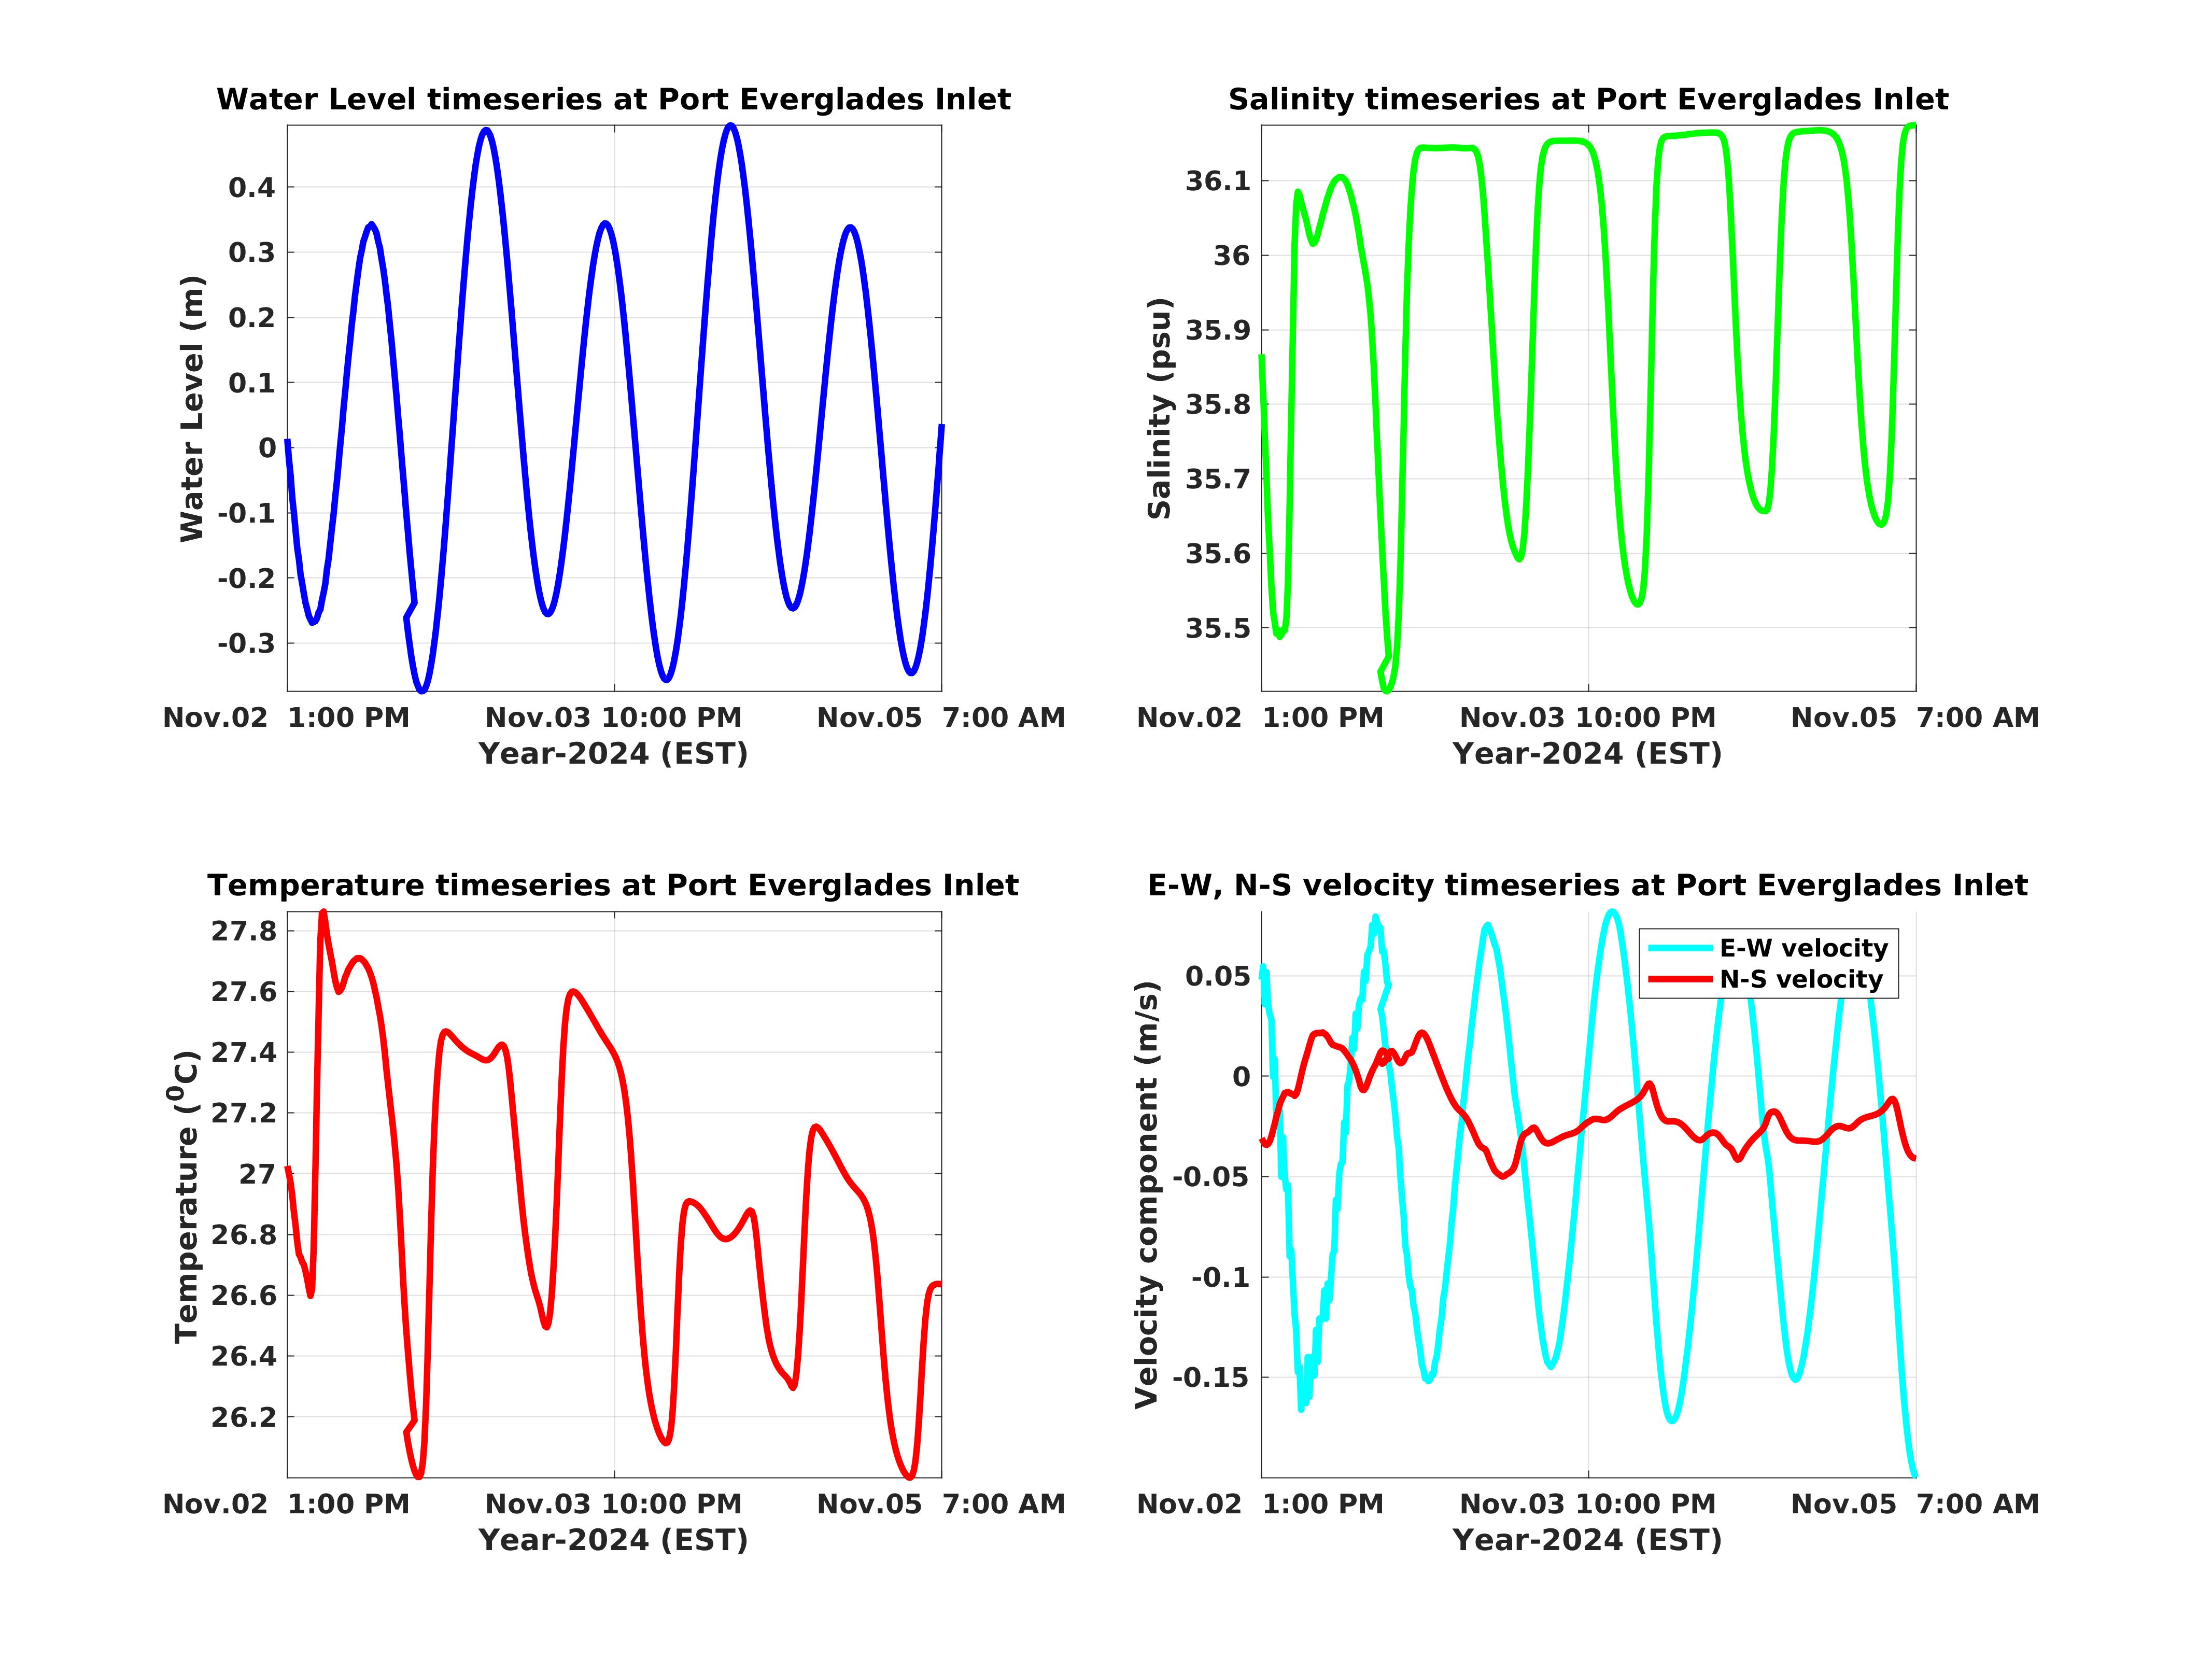 Water Level timeseries at Port Everglades Inlet
Water Level (m)
0.4
0.3
0.2
0.1
0
-0.1
-0.2
-0.3
Nov.02 1:00 PM Nov.03 10:00 PM Nov.05 7:00 AM
Year-2024 (EST)
Salinity timeseries at Port Everglades Inlet
Salinity (psu)
36.1
36
35.9
35.8
35.7
35.6
35.5
Nov.02 1:00 PM Nov.03 10:00 PM Nov.05 7:00 AM
Year-2024 (EST)
Temperature timeseries at Port Everglades Inlet
Temperature (⁰C)
27.8
27.6
27.4
27.2
27
26.8
26.6
26.4
26.2
Nov.02 1:00 PM Nov.03 10:00 PM Nov.05 7:00 AM
Year-2024 (EST)
E-W, N-S velocity timeseries at Port Everglades Inlet
Velocity component (m/s)
0.05
0
-0.05
-0.1
-0.15
E-W velocity
N-S velocity
Nov.02 1:00 PM Nov.03 10:00 PM Nov.05 7:00 AM
Year-2024 (EST)